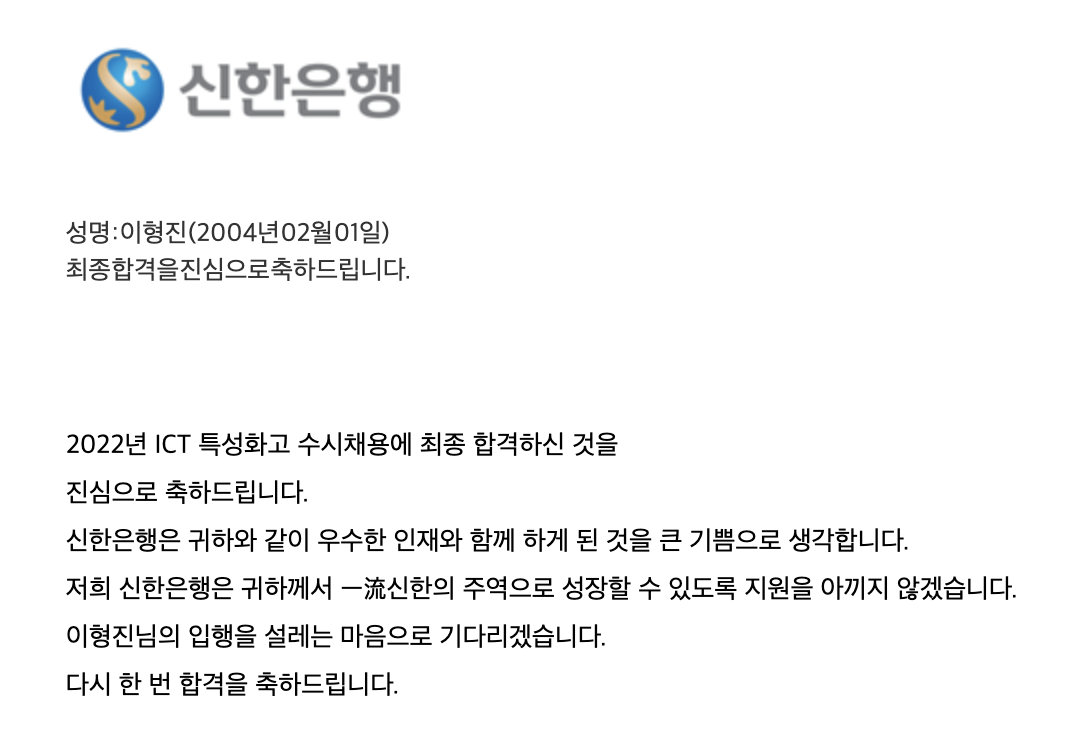 신한은행
성명:이형진(2004년02월01일)
최종합격을진심으로축하드립니다.
2022년 ICT 특성화고 수시채용에 최종 합격하신 것을
진심으로 축하드립니다.
신한은행은 귀하와 같이 우수한 인재와 함께 하게 된 것을 큰 기쁨으로 생각합니다.
저희 신한은행은 귀하께서 一流신한의 주역으로 성장할 수 있도록 지원을 아끼지 않겠습니다.
이형진님의 입행을 설레는 마음으로 기다리겠습니다.
다시 한 번 합격을 축하드립니다.